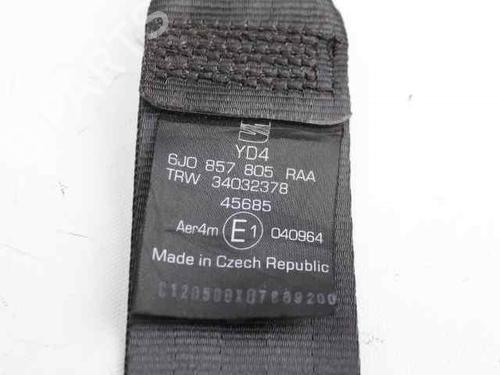 YD4
6J0 857 805 RAA
TRW 34032378
45685
Aer4m E1 040964
Made in Czech Republic